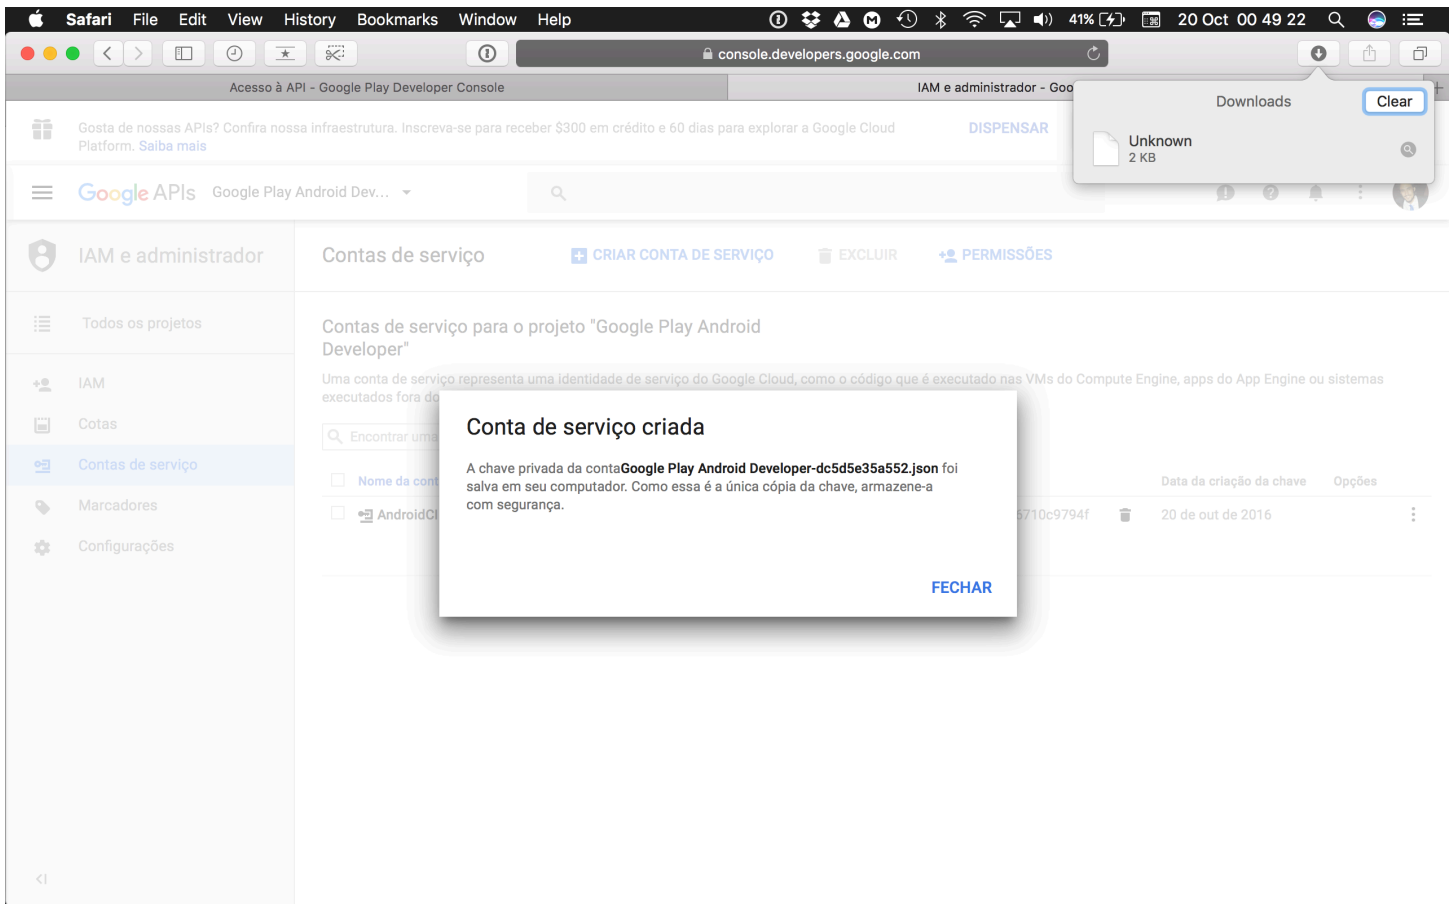 Safari File Edit View History Bookmarks Window Help 41% 20 Oct 00 49 22
console.developers.google.com
Acesso à API - Google Play Developer Console
IAM e administrador - Goo
Downloads
Clear
Unknown
2 KB
Gosta de nossas APIs? Confira nossa infraestrutura. Inscreva-se para receber $300 em crédito e 60 dias para explorar a Google Cloud
Platform. Saiba mais
DISPENSAR
Google APIs Google Play Android Dev...
IAM e administrador
Contas de serviço
CRIAR CONTA DE SERVIÇO
EXCLUIR
PERMISSÕES
Todos os projetos
IAM
Cotas
Contas de serviço
Marcadores
Configurações
Contas de serviço para o projeto "Google Play Android
Developer"
Uma conta de serviço representa uma identidade de serviço do Google Cloud, como o código que é executado nas VMs do Compute Engine, apps do App Engine ou sistemas
executados fora do
Encontrar uma
Nome da cont
Data da criação da chave
Opções
AndroidCI
6710c9794f
20 de out de 2016
Conta de serviço criada
A chave privada da contaGoogle Play Android Developer-dc5d5e35a552.json foi
salva em seu computador. Como essa é a única cópia da chave, armazene-a
com segurança.
FECHAR